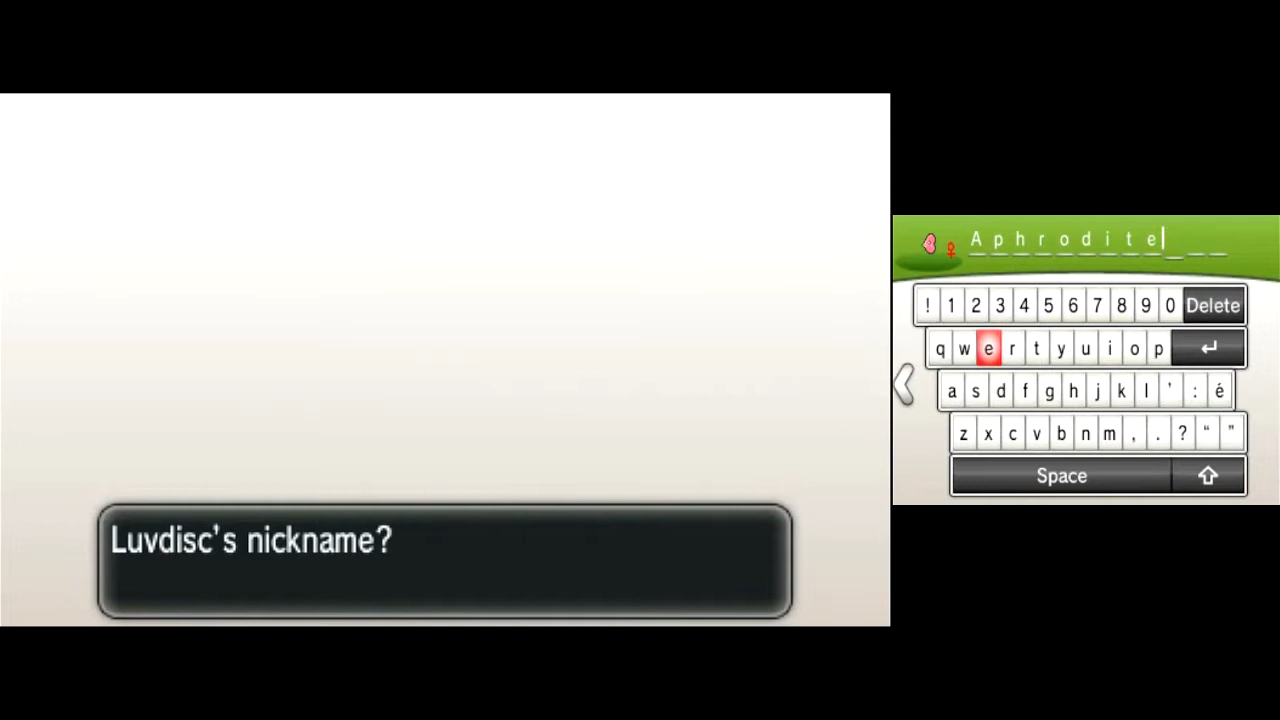 Luvdisc's nickname?
♀ Aphrodite
! 1 2 3 4 5 6 7 8 9 0 Delete
q w e r t y u i o p ↵
a s d f g h j k l ' : é
z x c v b n m , . ? “ ”
Space ⇧